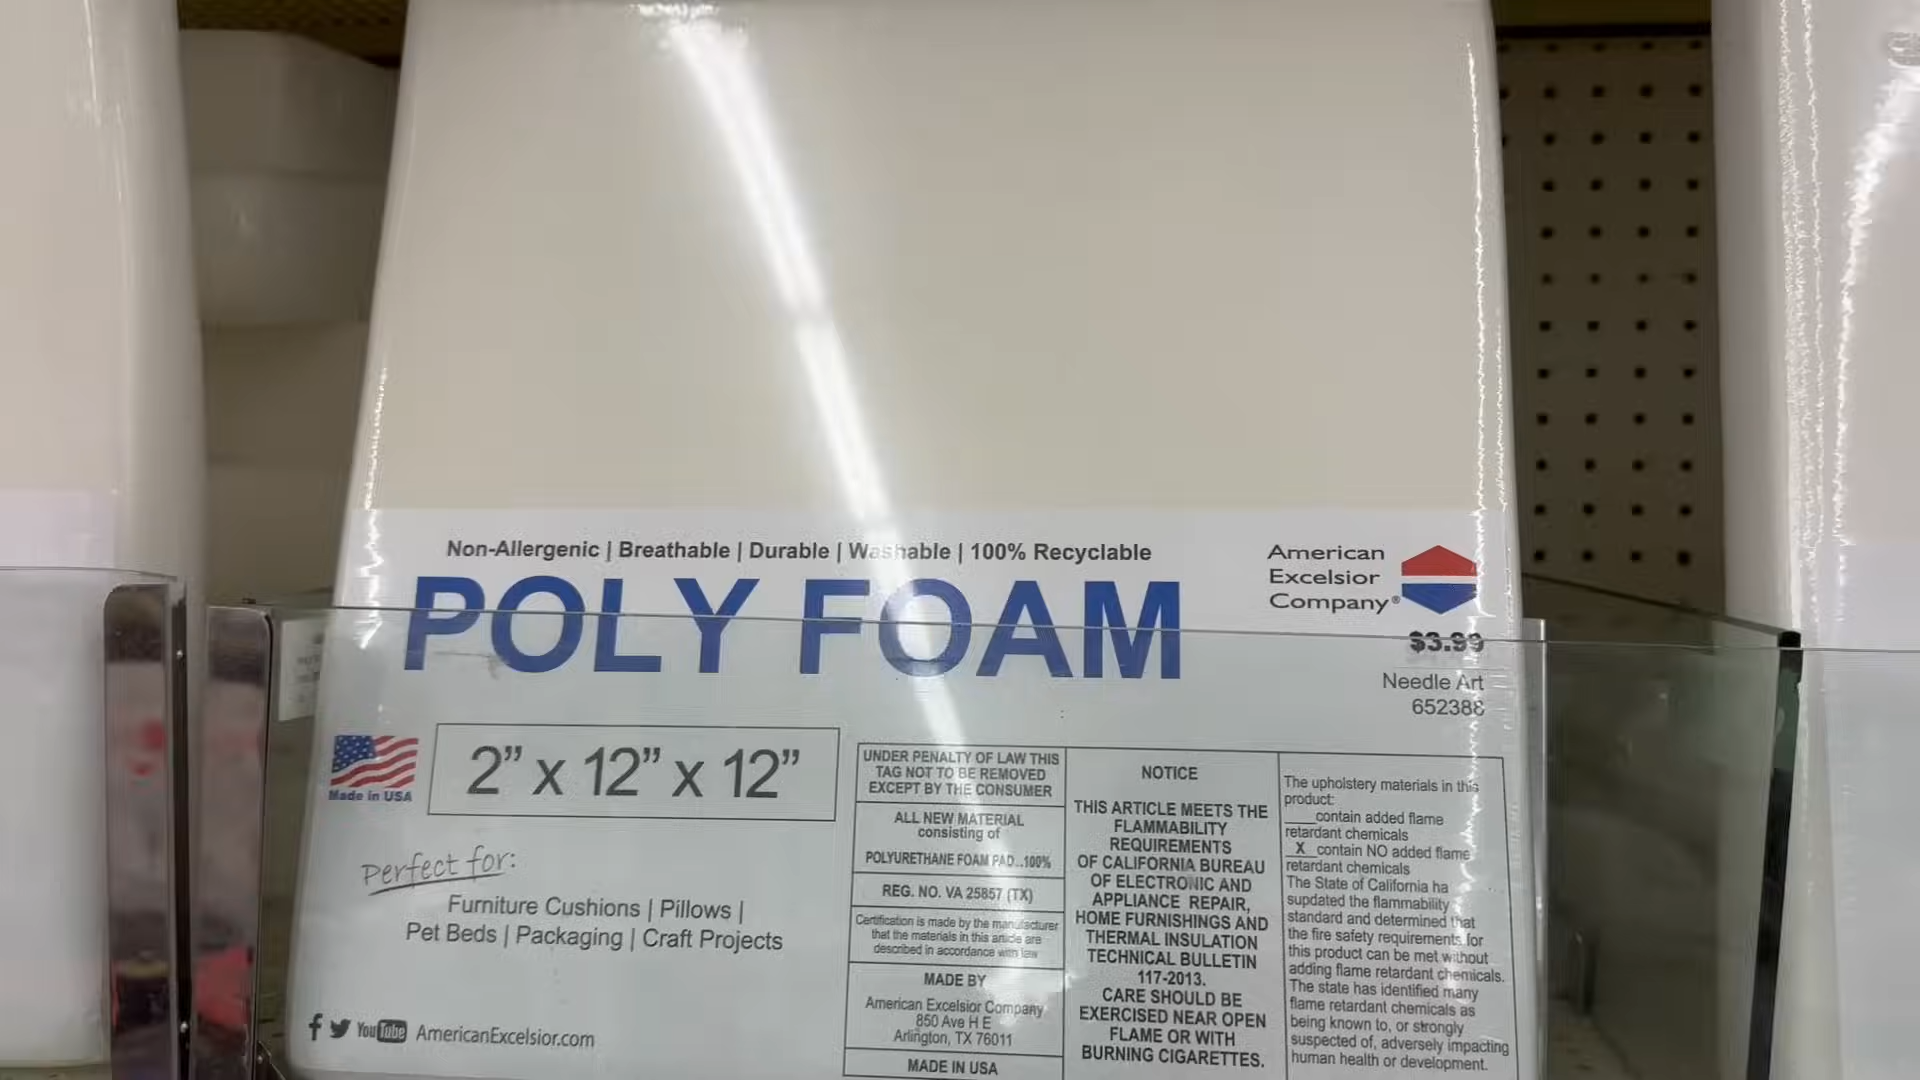 Non-Allergenic | Breathable | Durable | Washable | 100% Recyclable
POLY FOAM
American
Excelsior
Company®
$3.99
Needle Art
652388
Made in USA
2" x 12" x 12"
Perfect for:
Furniture Cushions | Pillows |
Pet Beds | Packaging | Craft Projects
f YouTube AmericanExcelsior.com
UNDER PENALTY OF LAW THIS
TAG NOT TO BE REMOVED
EXCEPT BY THE CONSUMER
ALL NEW MATERIAL
consisting of
POLYURETHANE FOAM PAD..100%
REG. NO. VA 25857 (TX)
Certification is made by the manufacturer
that the materials in this article are
described in accordance with law
MADE BY
American Excelsior Company
850 Ave H E
Arlington, TX 76011
MADE IN USA
NOTICE
THIS ARTICLE MEETS THE
FLAMMABILITY
REQUIREMENTS
OF CALIFORNIA BUREAU
OF ELECTRONIC AND
APPLIANCE REPAIR,
HOME FURNISHINGS AND
THERMAL INSULATION
TECHNICAL BULLETIN
117-2013.
CARE SHOULD BE
EXERCISED NEAR OPEN
FLAME OR WITH
BURNING CIGARETTES.
The upholstery materials in this
product:
___contain added flame
retardant chemicals
_X_contain NO added flame
retardant chemicals
The State of California ha
supdated the flammability
standard and determined that
the fire safety requirements for
this product can be met without
adding flame retardant chemicals.
The state has identified many
flame retardant chemicals as
being known to, or strongly
suspected of, adversely impacting
human health or development.